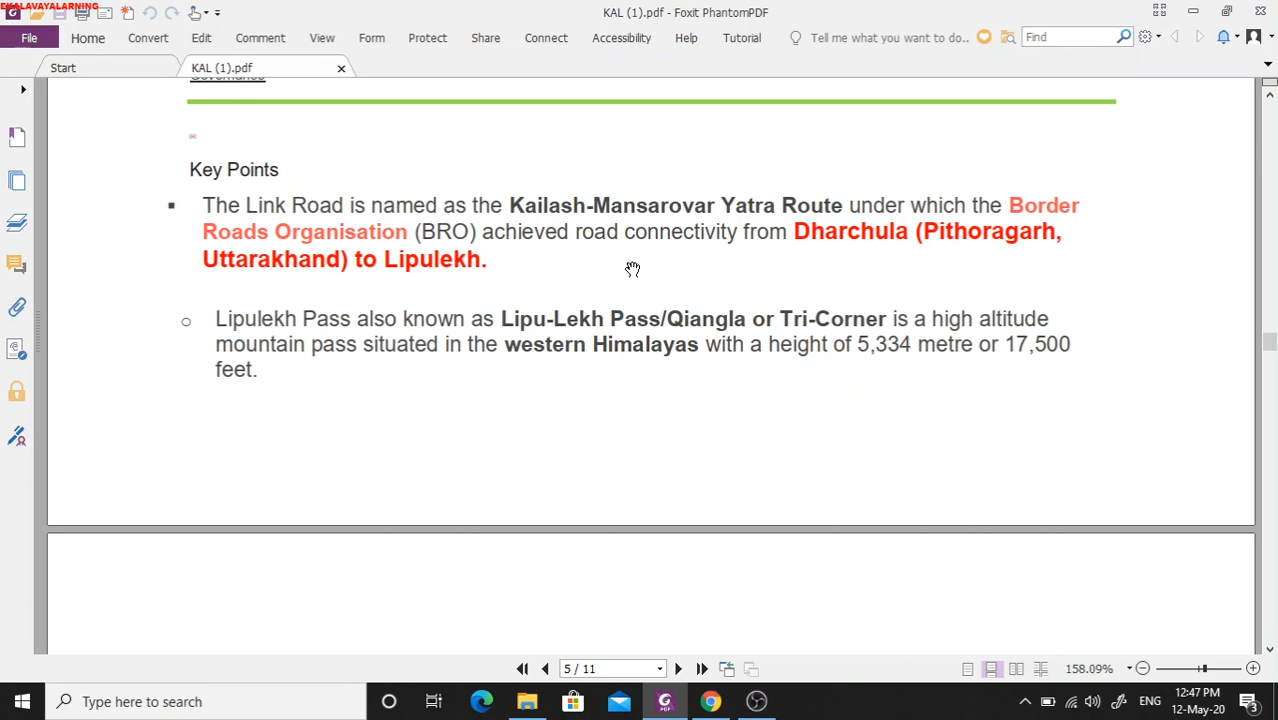 EKALAVAYALARNING
KAL (1).pdf - Foxit PhantomPDF
File Home Convert Edit Comment View Form Protect Share Connect Accessibility Help Tutorial Tell me what you want to do.. Find
Start KAL (1).pdf
Governance
Key Points
▪ The Link Road is named as the Kailash-Mansarovar Yatra Route under which the Border
Roads Organisation (BRO) achieved road connectivity from Dharchula (Pithoragarh,
Uttarakhand) to Lipulekh.
o Lipulekh Pass also known as Lipu-Lekh Pass/Qiangla or Tri-Corner is a high altitude
mountain pass situated in the western Himalayas with a height of 5,334 metre or 17,500
feet.
5 / 11 158.09%
Type here to search ENG 12:47 PM
12-May-20 3